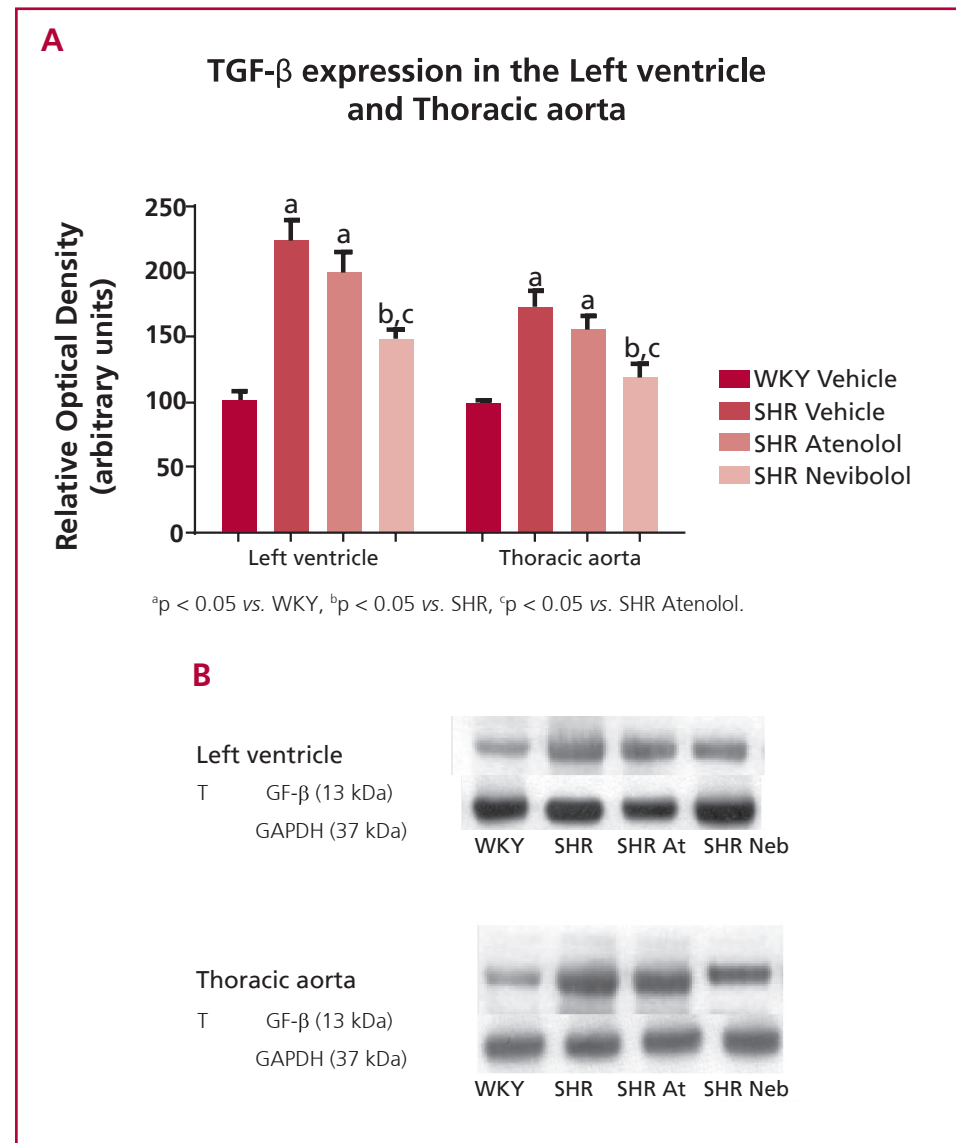 A
TGF-β expression in the Left ventricle
and Thoracic aorta
Relative Optical Density
(arbitrary units)
250
200
150
100
50
0
a
a
b,c
a
a
b,c
Left ventricle
Thoracic aorta
WKY Vehicle
SHR Vehicle
SHR Atenolol
SHR Nevibolol
ᵃp < 0.05 vs. WKY, ᵇp < 0.05 vs. SHR, ᶜp < 0.05 vs. SHR Atenolol.
B
Left ventricle
T GF-β (13 kDa)
GAPDH (37 kDa)
WKY SHR SHR At SHR Neb
Thoracic aorta
T GF-β (13 kDa)
GAPDH (37 kDa)
WKY SHR SHR At SHR Neb